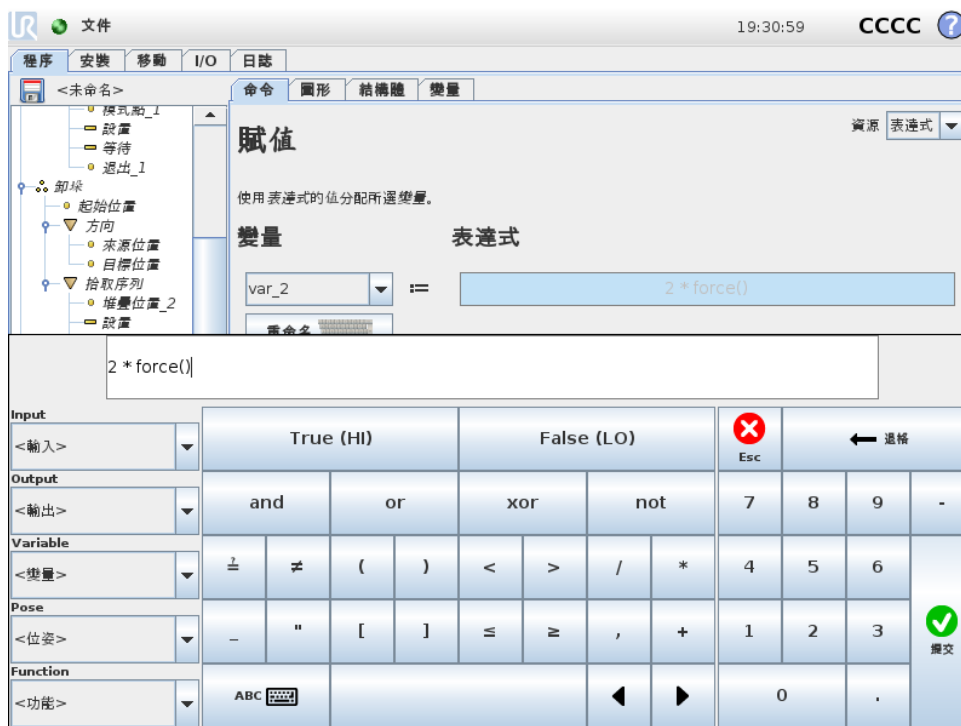 UR 文件 19:30:59 CCCC ?
程序 安裝 移動 I/O 日誌
<未命名> 命令 圖形 結構體 變量
模式點_1
設置
等待
退出_1
卸垛
起始位置
方向
來源位置
目標位置
拾取序列
堆疊位置_2
設置
賦值
資源 表達式
使用表達式的值分配所選變量。
變量 表達式
var_2 := 2 * force()
重命名
2 * force()
Input
<輸入>
Output
<輸出>
Variable
<變量>
Pose
<位姿>
Function
<功能>
True (HI) False (LO) Esc 退格
and or xor not 7 8 9 -
≟ ≠ ( ) < > / * 4 5 6
_ " [ ] ≤ ≥ , + 1 2 3 提交
ABC 0 .